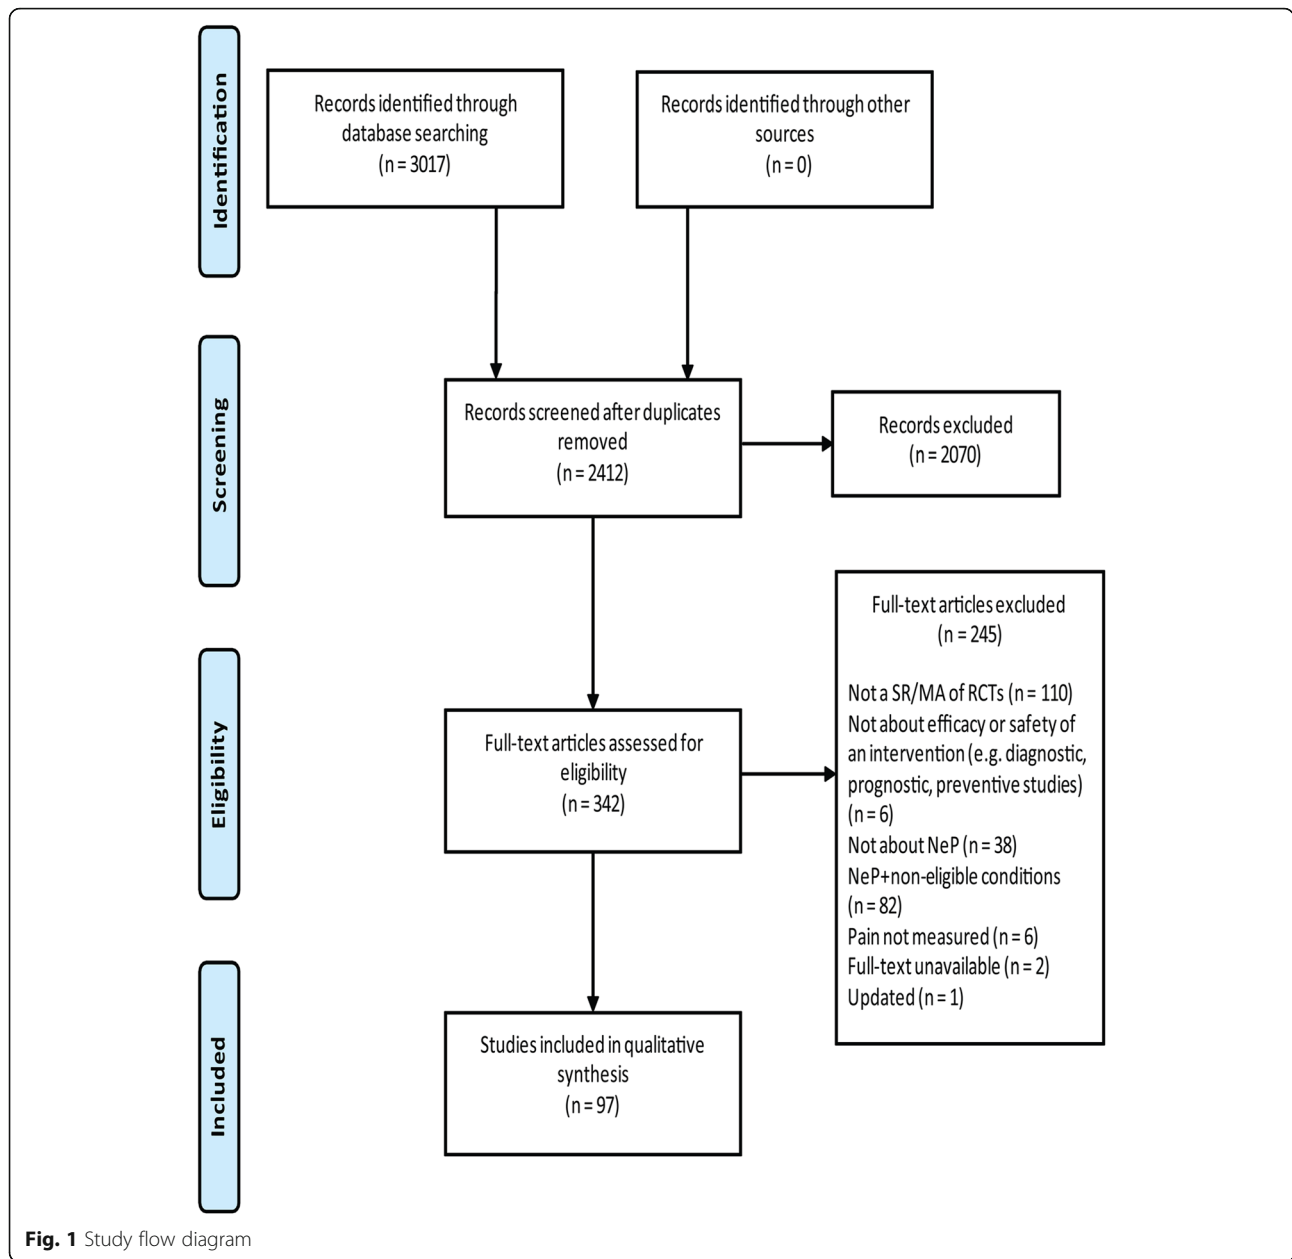 Identification
Records identified through
database searching
(n = 3017)
Records identified through other
sources
(n = 0)
Screening
Records screened after duplicates
removed
(n = 2412)
Records excluded
(n = 2070)
Eligibility
Full-text articles assessed for
eligibility
(n = 342)
Full-text articles excluded
(n = 245)
Not a SR/MA of RCTs (n = 110)
Not about efficacy or safety of
an intervention (e.g. diagnostic,
prognostic, preventive studies)
(n = 6)
Not about NeP (n = 38)
NeP+non-eligible conditions
(n = 82)
Pain not measured (n = 6)
Full-text unavailable (n = 2)
Updated (n = 1)
Included
Studies included in qualitative
synthesis
(n = 97)
Fig. 1 Study flow diagram